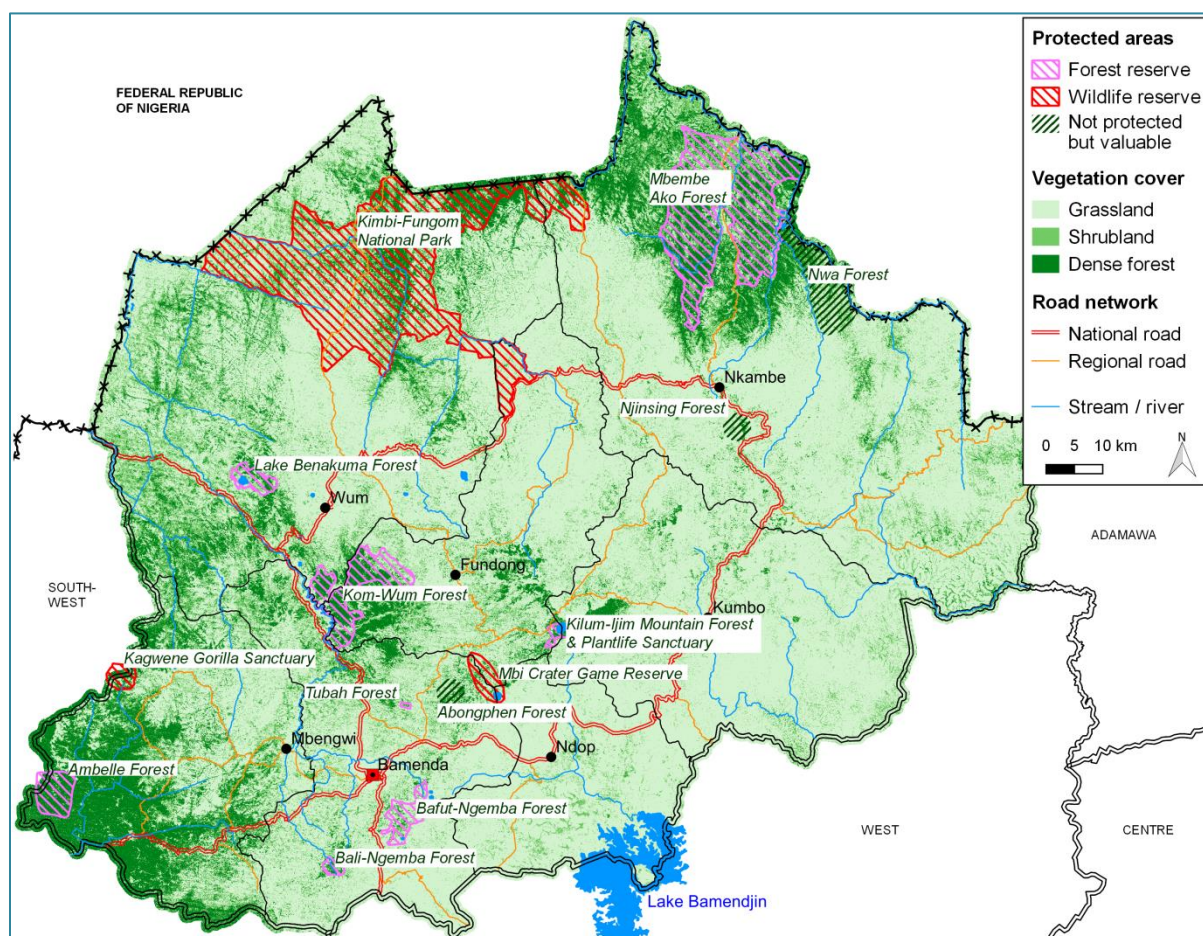 FEDERAL REPUBLIC
OF NIGERIA
Protected areas
Forest reserve
Wildlife reserve
Not protected
but valuable
Vegetation cover
Grassland
Shrubland
Dense forest
Road network
National road
Regional road
Stream / river
0 5 10 km
N
Mbembe
Ako Forest
Kimbi-Fungom
National Park
Nwa Forest
Nkambe
Njinsing Forest
Lake Benakuma Forest
Wum
ADAMAWA
Fundong
SOUTH-
WEST
Kom-Wum Forest
Kumbo
Kilum-Ijim Mountain Forest
& Plantlife Sanctuary
Kagwene Gorilla Sanctuary
Mbi Crater Game Reserve
Tubah Forest
Abongphen Forest
Mbengwi
Ndop
Ambelle Forest
Bamenda
Bafut-Ngemba Forest
WEST
CENTRE
Bali-Ngemba Forest
Lake Bamendjin